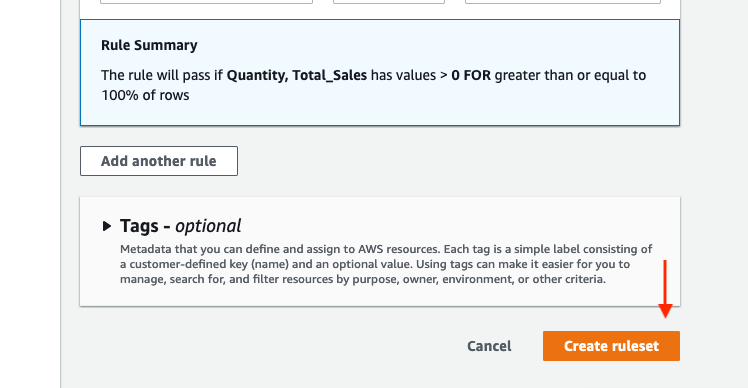 Rule Summary
The rule will pass if Quantity, Total_Sales has values > 0 FOR greater than or equal to
100% of rows
Add another rule
Tags - optional
Metadata that you can define and assign to AWS resources. Each tag is a simple label consisting of
a customer-defined key (name) and an optional value. Using tags can make it easier for you to
manage, search for, and filter resources by purpose, owner, environment, or other criteria.
Cancel
Create ruleset